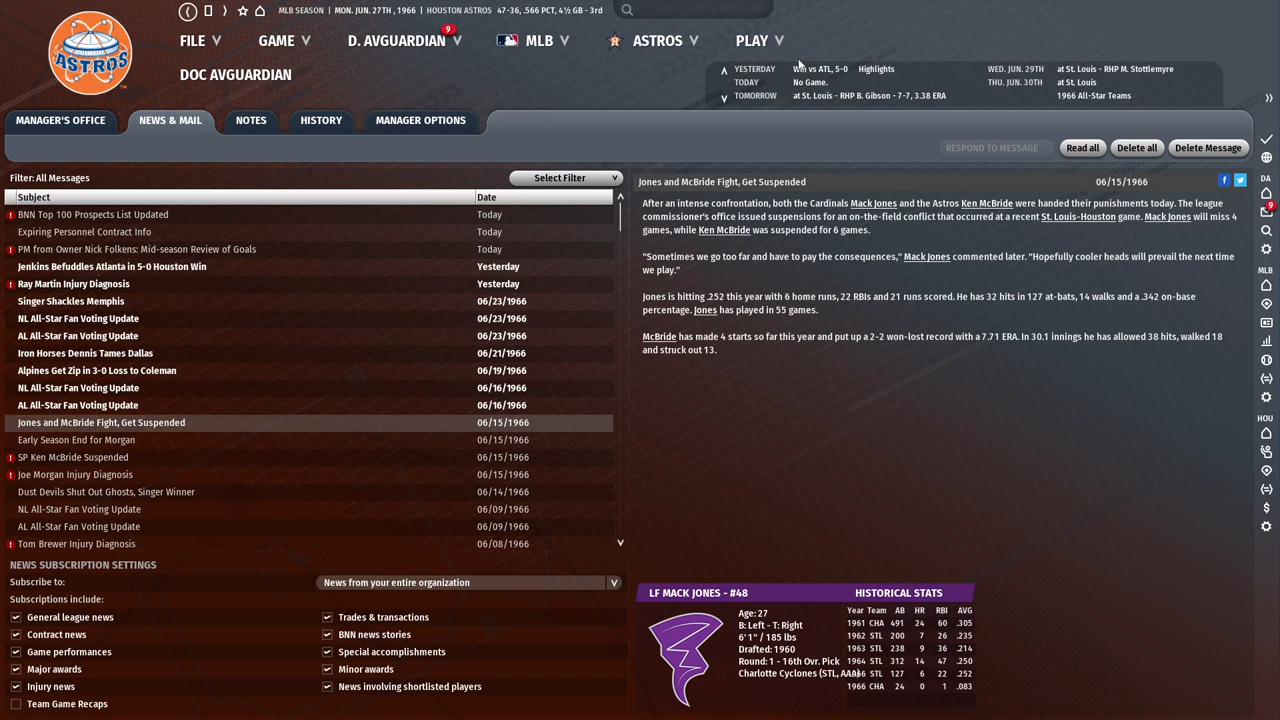 MLB SEASON | MON. JUN. 27TH , 1966 | HOUSTON ASTROS 47-36, .566 PCT, 4½ GB - 3rd
ASTROS
FILE GAME D. AVGUARDIAN 9 MLB ASTROS PLAY
DOC AVGUARDIAN
YESTERDAY Win vs ATL, 5-0 Highlights WED. JUN. 29TH at St. Louis - RHP M. Stottlemyre
TODAY No Game. THU. JUN. 30TH at St. Louis
TOMORROW at St. Louis - RHP B. Gibson - 7-7, 3.38 ERA 1966 All-Star Teams
MANAGER'S OFFICE NEWS & MAIL NOTES HISTORY MANAGER OPTIONS
RESPOND TO MESSAGE Read all Delete all Delete Message
Filter: All Messages Select Filter
Subject Date
BNN Top 100 Prospects List Updated Today
Expiring Personnel Contract Info Today
PM from Owner Nick Folkens: Mid-season Review of Goals Today
Jenkins Befuddles Atlanta in 5-0 Houston Win Yesterday
Ray Martin Injury Diagnosis Yesterday
Singer Shackles Memphis 06/23/1966
NL All-Star Fan Voting Update 06/23/1966
AL All-Star Fan Voting Update 06/23/1966
Iron Horses Dennis Tames Dallas 06/21/1966
Alpines Get Zip in 3-0 Loss to Coleman 06/19/1966
NL All-Star Fan Voting Update 06/16/1966
AL All-Star Fan Voting Update 06/16/1966
Jones and McBride Fight, Get Suspended 06/15/1966
Early Season End for Morgan 06/15/1966
SP Ken McBride Suspended 06/15/1966
Joe Morgan Injury Diagnosis 06/15/1966
Dust Devils Shut Out Ghosts, Singer Winner 06/14/1966
NL All-Star Fan Voting Update 06/09/1966
AL All-Star Fan Voting Update 06/09/1966
Tom Brewer Injury Diagnosis 06/08/1966
NEWS SUBSCRIPTION SETTINGS
Subscribe to: News from your entire organization
Subscriptions include:
General league news Trades & transactions
Contract news BNN news stories
Game performances Special accomplishments
Major awards Minor awards
Injury news News involving shortlisted players
Team Game Recaps
Jones and McBride Fight, Get Suspended 06/15/1966
After an intense confrontation, both the Cardinals Mack Jones and the Astros Ken McBride were handed their punishments today. The league
commissioner's office issued suspensions for an on-the-field conflict that occurred at a recent St. Louis-Houston game. Mack Jones will miss 4
games, while Ken McBride was suspended for 6 games.
"Sometimes we go too far and have to pay the consequences," Mack Jones commented later. "Hopefully cooler heads will prevail the next time
we play."
Jones is hitting .252 this year with 6 home runs, 22 RBIs and 21 runs scored. He has 32 hits in 127 at-bats, 14 walks and a .342 on-base
percentage. Jones has played in 55 games.
McBride has made 4 starts so far this year and put up a 2-2 won-lost record with a 7.71 ERA. In 30.1 innings he has allowed 38 hits, walked 18
and struck out 13.
LF MACK JONES - #48 HISTORICAL STATS
Age: 27
B: Left - T: Right
6' 1" / 185 lbs
Drafted: 1960
Round: 1 - 16th Ovr. Pick
Charlotte Cyclones (STL, AAA)
Year Team AB HR RBI AVG
1961 CHA 491 24 60 .305
1962 STL 200 7 26 .235
1963 STL 238 9 36 .214
1964 STL 312 14 47 .250
1966 STL 127 6 22 .252
1966 CHA 24 0 1 .083
DA
9
MLB
HOU